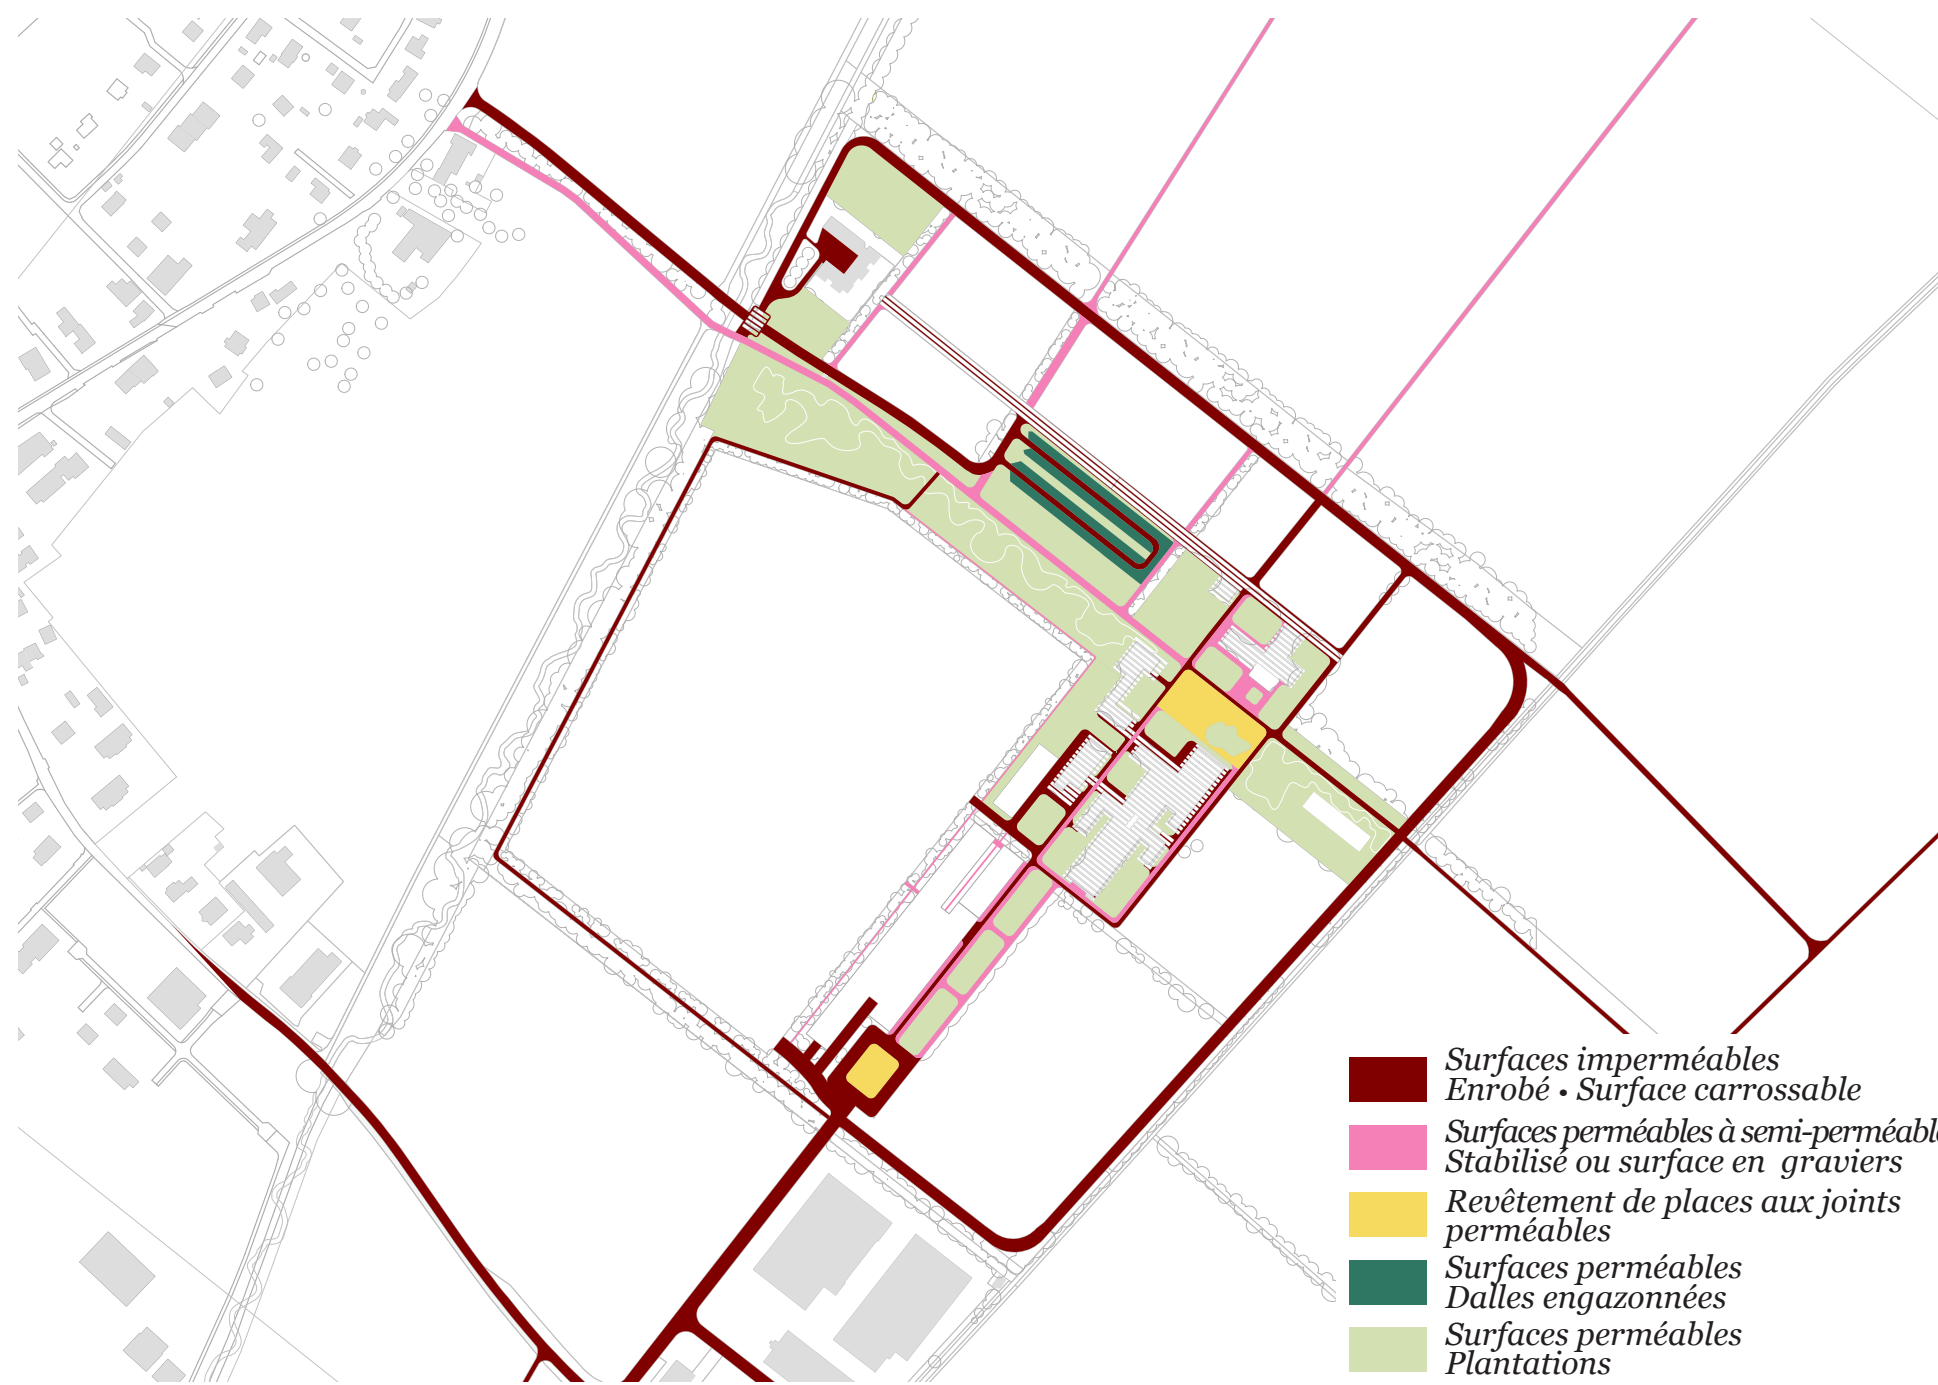 Surfaces imperméables
Enrobé • Surface carrossable
Surfaces perméables à semi-perméabl
Stabilisé ou surface en graviers
Revêtement de places aux joints
perméables
Surfaces perméables
Dalles engazonnées
Surfaces perméables
Plantations